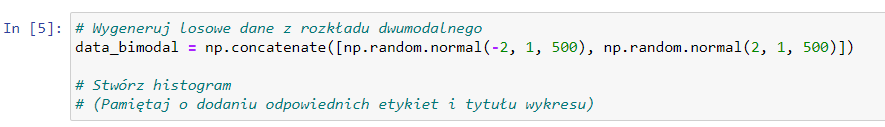 In [5]: # Wygeneruj losowe dane z rozkładu dwumodalnego
data_bimodal = np.concatenate([np.random.normal(-2, 1, 500), np.random.normal(2, 1, 500)])
# Stwórz histogram
# (Pamiętaj o dodaniu odpowiednich etykiet i tytułu wykresu)